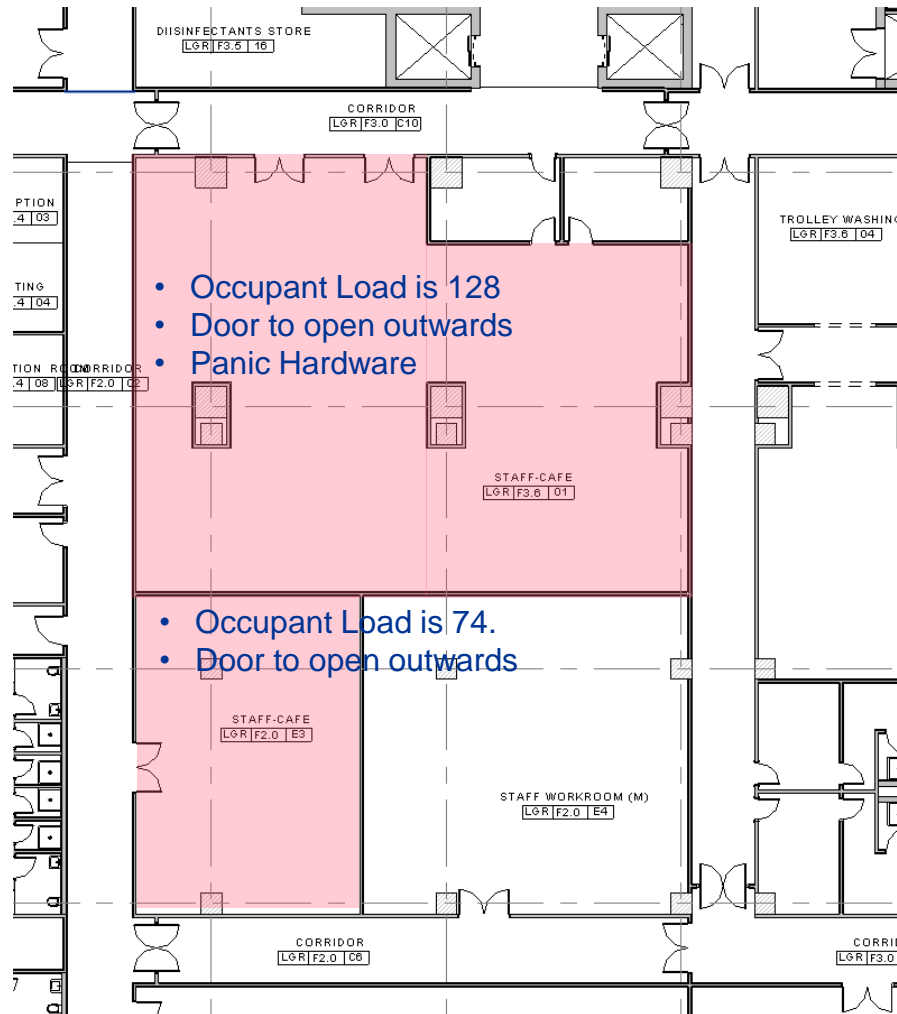 DIISINFECTANTS STORE
LGR F3.5 16
CORRIDOR
LGR F3.0 C10
PTION
.4 03
TROLLEY WASHING
LGR F3.6 04
TING
.4 04
• Occupant Load is 128
• Door to open outwards
• Panic Hardware
TION ROOM
.4 08
CORRIDOR
LGR F2.0 C2
STAFF-CAFE
LGR F3.6 01
• Occupant Load is 74.
• Door to open outwards
STAFF-CAFE
LGR F2.0 E3
STAFF WORKROOM (M)
LGR F2.0 E4
CORRIDOR
LGR F2.0 C6
CORRI
LGR F3.0